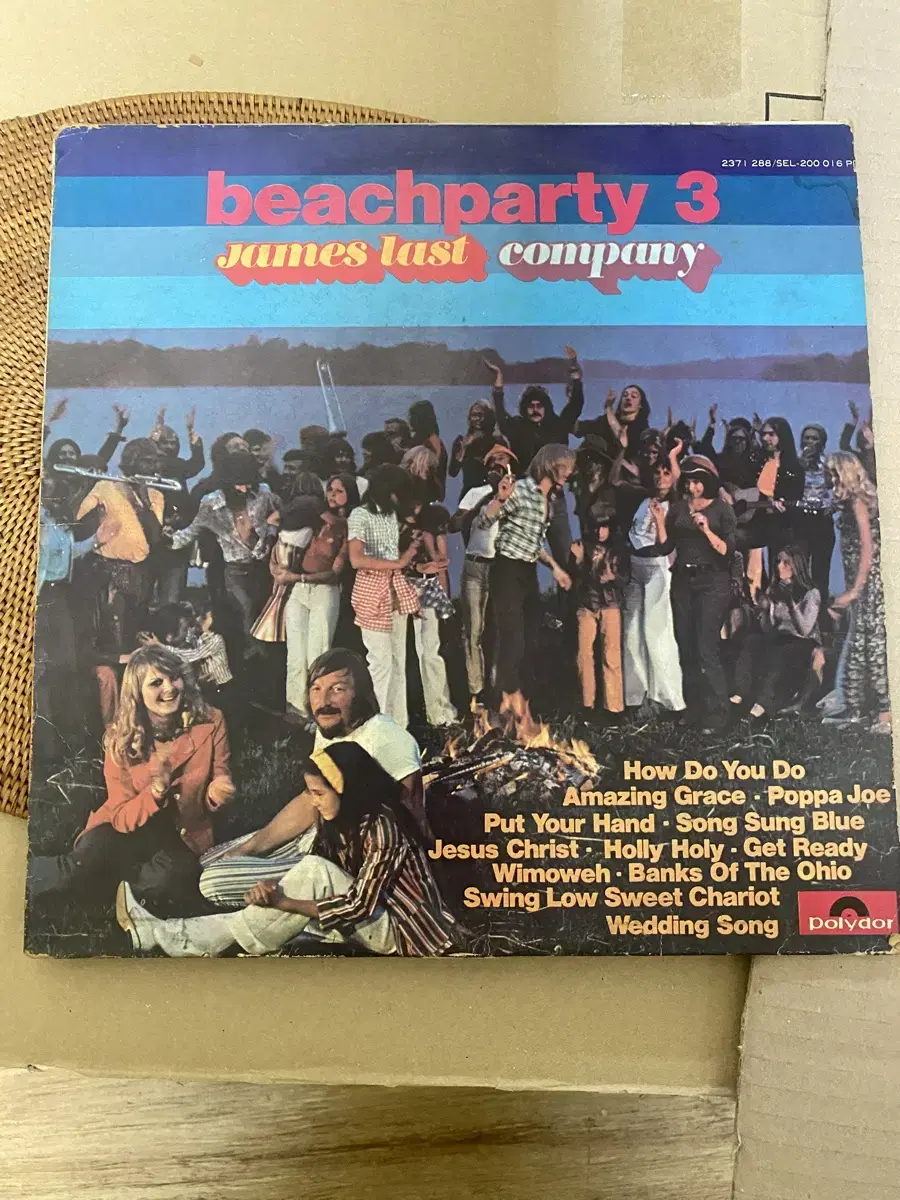 2371 288/SEL-200 016
beachparty 3
James last company
How Do You Do
Amazing Grace · Poppa Joe
Put Your Hand · Song Sung Blue
Jesus Christ · Holly Holy · Get Ready
Wimoweh · Banks Of The Ohio
Swing Low Sweet Chariot
Wedding Song
polydor